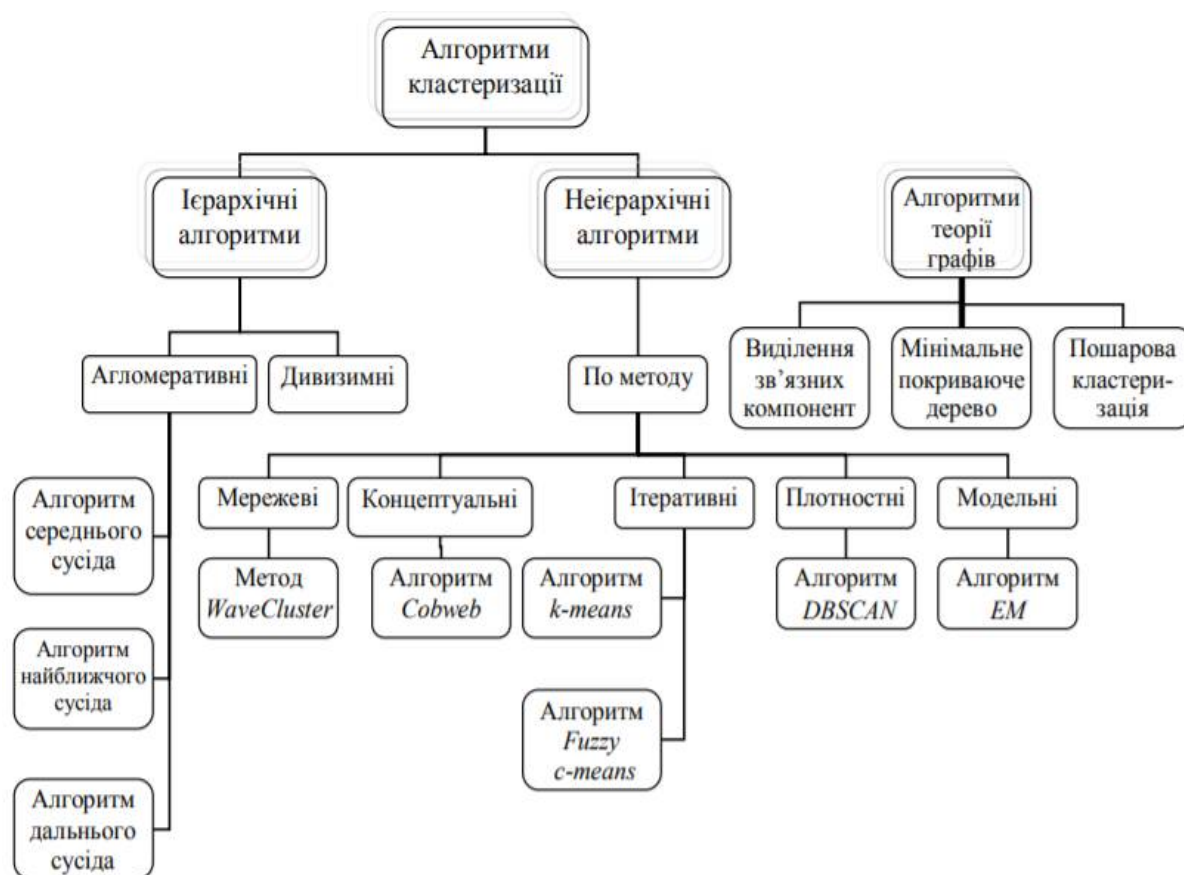 Алгоритми
кластеризації
Ієрархічні
алгоритми
Неієрархічні
алгоритми
Алгоритми
теорії
графів
Агломеративні
Дивизимні
По методу
Виділення
зв’язних
компонент
Мінімальне
покриваюче
дерево
Пошарова
кластери-
зація
Алгоритм
середнього
сусіда
Алгоритм
найближчого
сусіда
Алгоритм
дальнього
сусіда
Мережеві
Концептуальні
Ітеративні
Плотностні
Модельні
Метод
WaveCluster
Алгоритм
Cobweb
Алгоритм
k-means
Алгоритм
Fuzzy
c-means
Алгоритм
DBSCAN
Алгоритм
EM